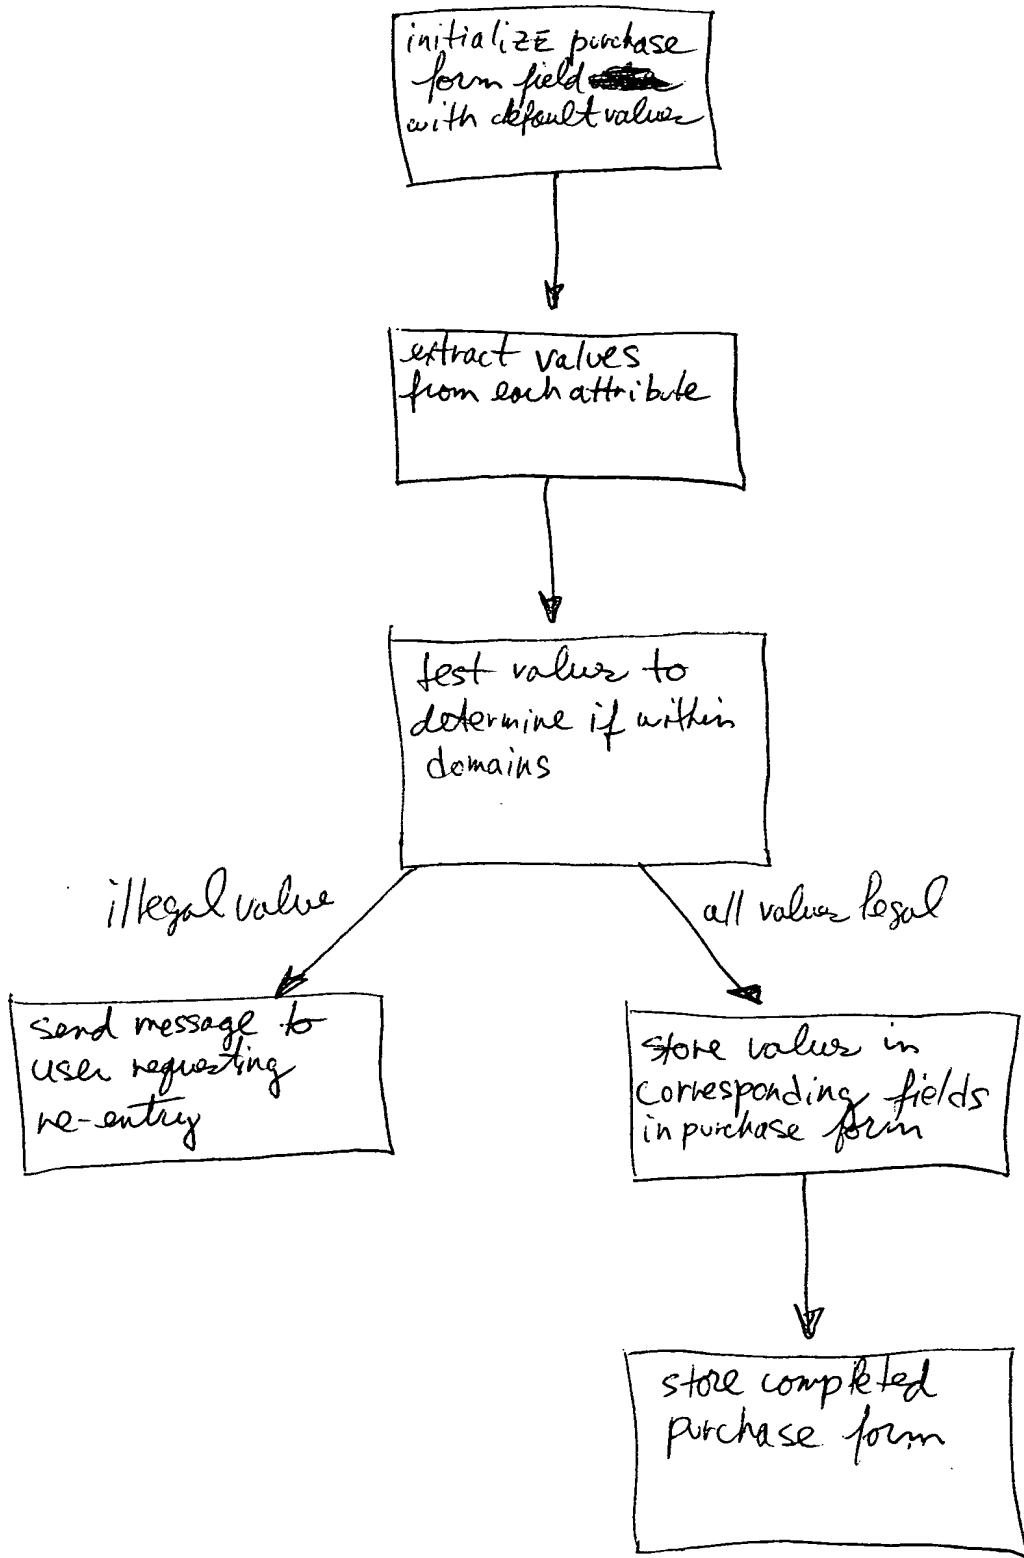 initialiZE purchase
form field
with default values
extract values
from each attribute
test values to
determine if within
domains
illegal value
all values legal
send message to
user requesting
re-entry
store values in
corresponding fields
in purchase form
store completed
purchase form